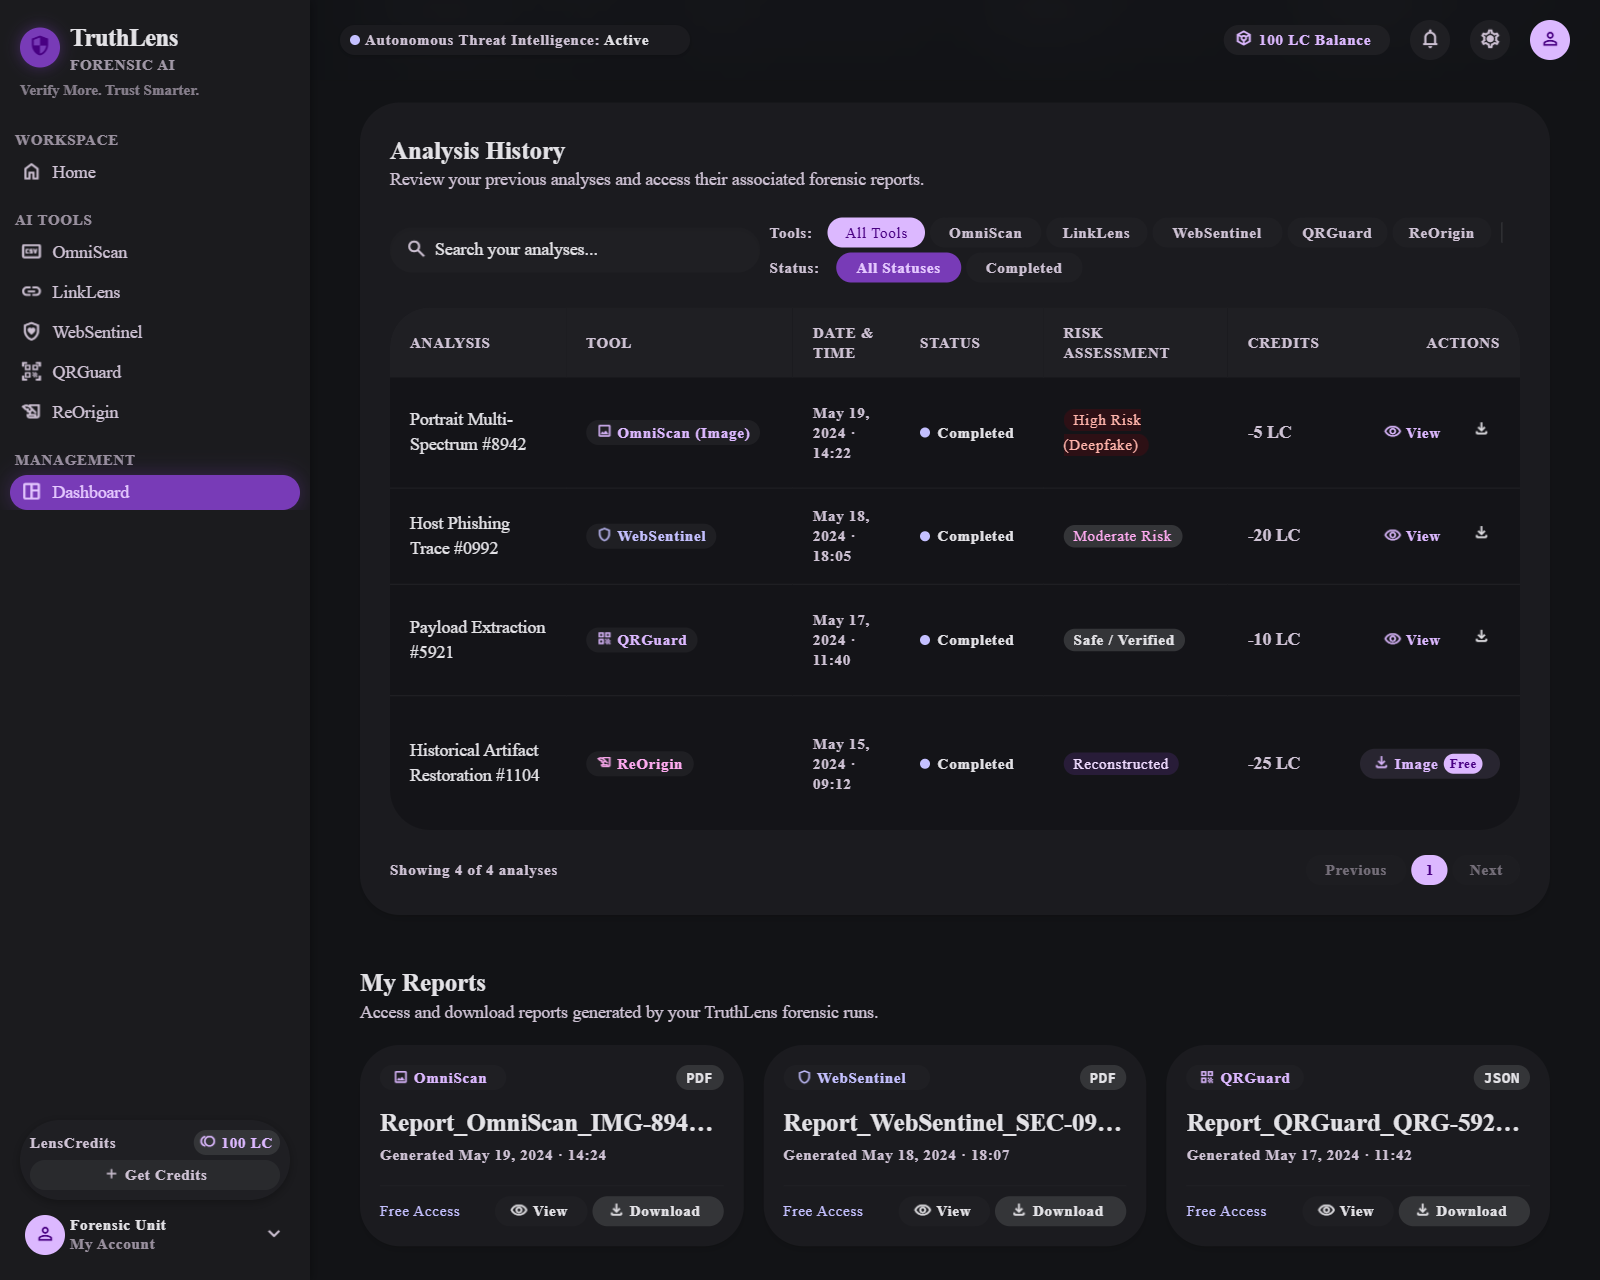 TruthLens
FORENSIC AI
Verify More. Trust Smarter.
WORKSPACE
Home
AI TOOLS
OmniScan
LinkLens
WebSentinel
QRGuard
ReOrigin
MANAGEMENT
Dashboard
LensCredits
100 LC
+ Get Credits
Forensic Unit
My Account
Autonomous Threat Intelligence: Active
100 LC Balance
Analysis History
Review your previous analyses and access their associated forensic reports.
Search your analyses...
Tools: All Tools OmniScan LinkLens WebSentinel QRGuard ReOrigin
Status: All Statuses Completed
ANALYSIS TOOL DATE & TIME STATUS RISK ASSESSMENT CREDITS ACTIONS
Portrait Multi-
Spectrum #8942
OmniScan (Image)
May 19,
2024 ·
14:22
Completed
High Risk
(Deepfake)
-5 LC
View
Host Phishing
Trace #0992
WebSentinel
May 18,
2024 ·
18:05
Completed
Moderate Risk
-20 LC
View
Payload Extraction
#5921
QRGuard
May 17,
2024 ·
11:40
Completed
Safe / Verified
-10 LC
View
Historical Artifact
Restoration #1104
ReOrigin
May 15,
2024 ·
09:12
Completed
Reconstructed
-25 LC
Image Free
Showing 4 of 4 analyses
Previous 1 Next
My Reports
Access and download reports generated by your TruthLens forensic runs.
OmniScan PDF
Report_OmniScan_IMG-894...
Generated May 19, 2024 · 14:24
Free Access View Download
WebSentinel PDF
Report_WebSentinel_SEC-09...
Generated May 18, 2024 · 18:07
Free Access View Download
QRGuard JSON
Report_QRGuard_QRG-592...
Generated May 17, 2024 · 11:42
Free Access View Download